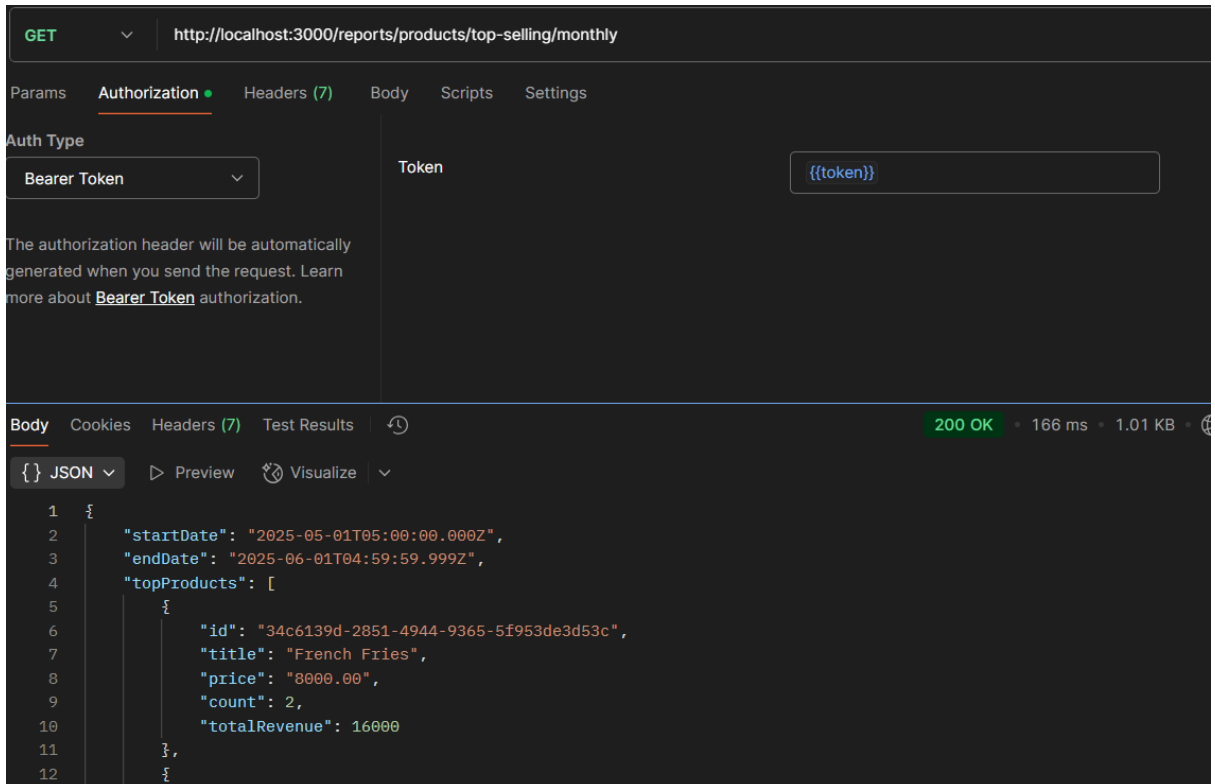 GET http://localhost:3000/reports/products/top-selling/monthly
Params Authorization Headers (7) Body Scripts Settings
Auth Type
Bearer Token
Token {{token}}
The authorization header will be automatically
generated when you send the request. Learn
more about Bearer Token authorization.
Body Cookies Headers (7) Test Results 200 OK • 166 ms • 1.01 KB •
{} JSON Preview Visualize
1 {
2 "startDate": "2025-05-01T05:00:00.000Z",
3 "endDate": "2025-06-01T04:59:59.999Z",
4 "topProducts": [
5 {
6 "id": "34c6139d-2851-4944-9365-5f953de3d53c",
7 "title": "French Fries",
8 "price": "8000.00",
9 "count": 2,
10 "totalRevenue": 16000
11 },
12 {